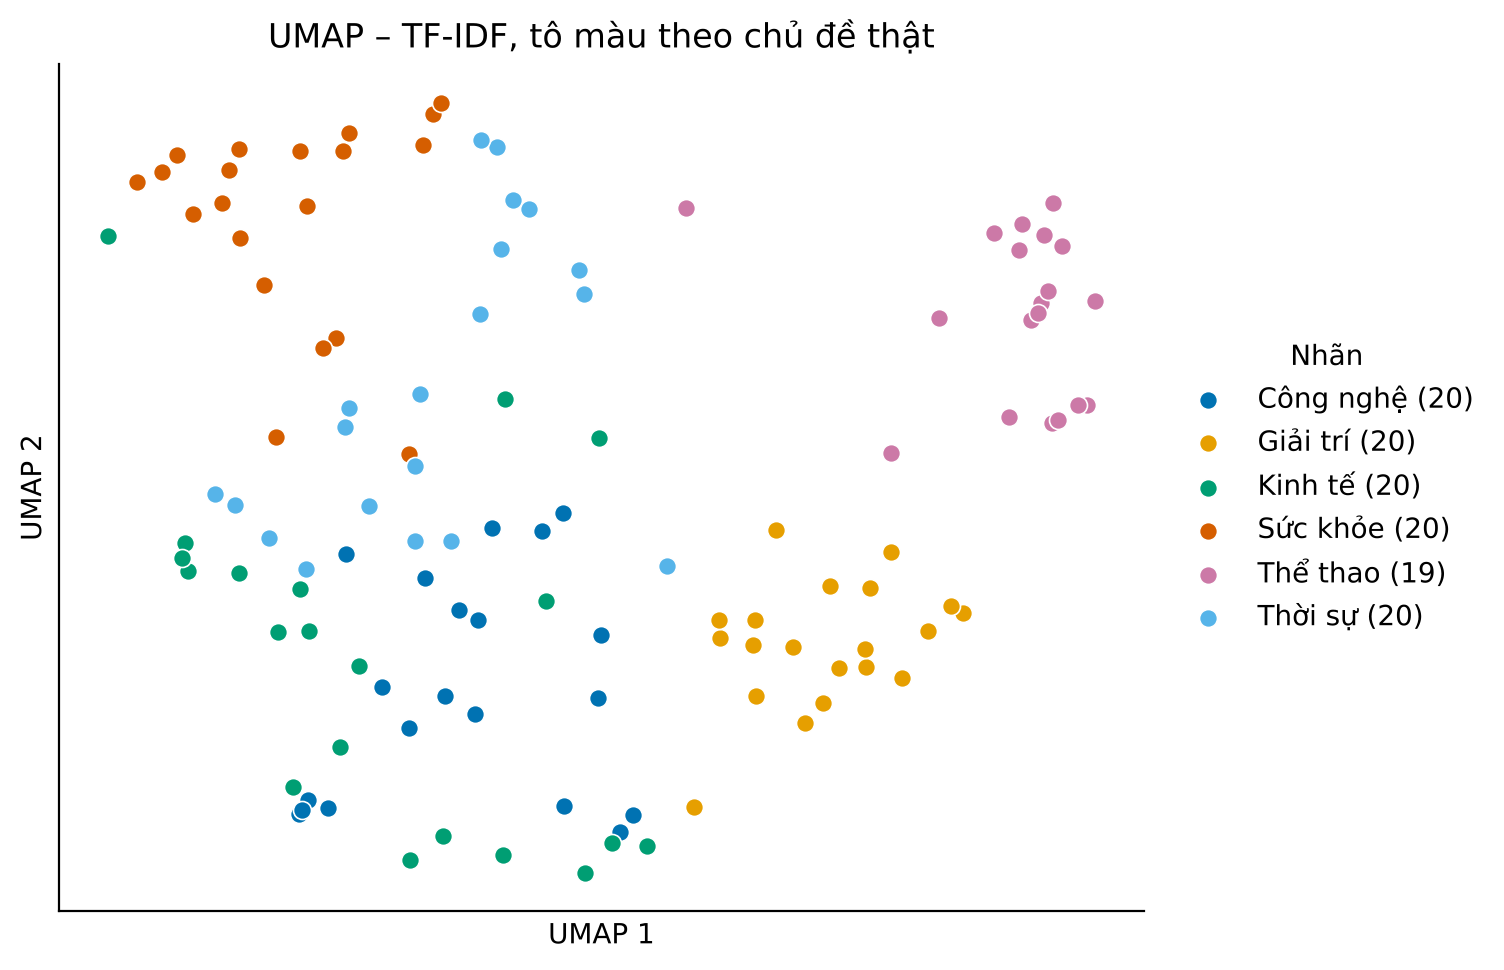 UMAP – TF-IDF, tô màu theo chủ đề thật
UMAP 2
UMAP 1
Nhãn
Công nghệ (20)
Giải trí (20)
Kinh tế (20)
Sức khỏe (20)
Thể thao (19)
Thời sự (20)